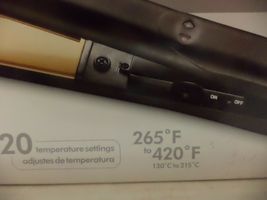 ON OFF
20 temperature settings
ajustes de temperatura
265°F
to 420°F
130°C to 215°C